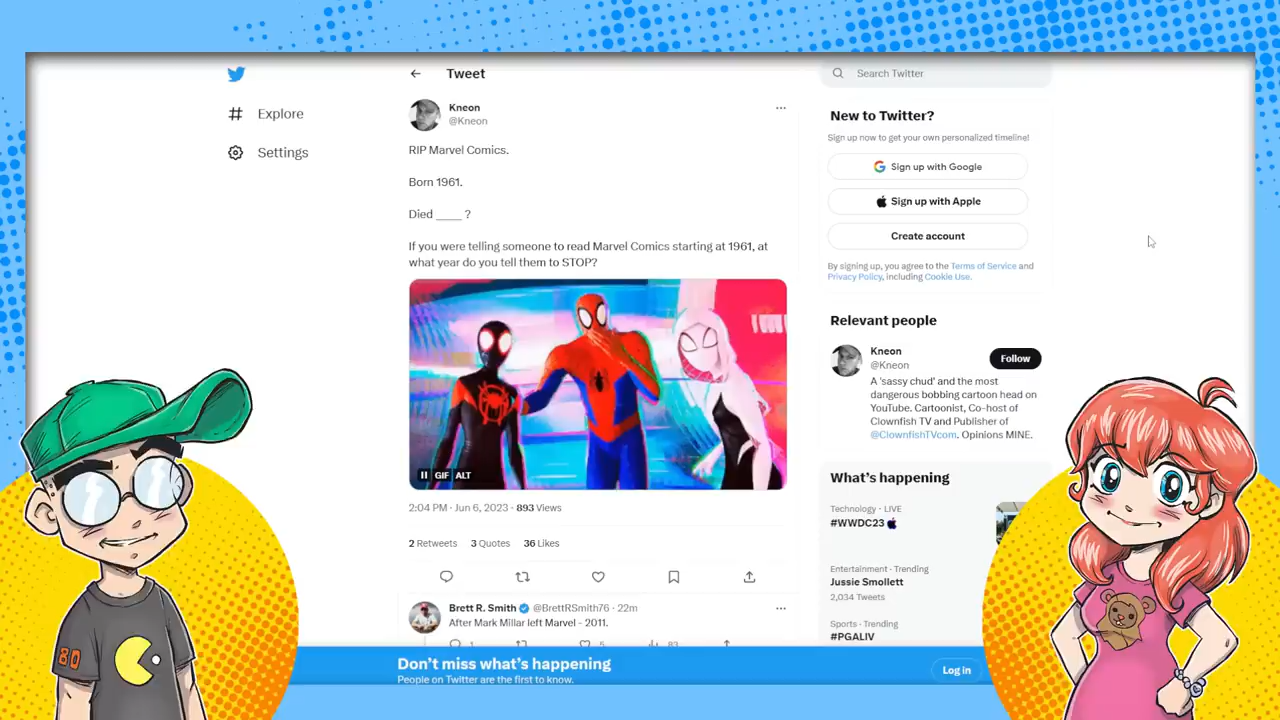 Tweet
Search Twitter
Explore
Settings
Kneon
@Kneon
RIP Marvel Comics.
Born 1961.
Died ____ ?
If you were telling someone to read Marvel Comics starting at 1961, at
what year do you tell them to STOP?
GIF ALT
2:04 PM · Jun 6, 2023 · 893 Views
2 Retweets 3 Quotes 36 Likes
Brett R. Smith @BrettRSmith76 · 22m
After Mark Millar left Marvel - 2011.
New to Twitter?
Sign up now to get your own personalized timeline!
Sign up with Google
Sign up with Apple
Create account
By signing up, you agree to the Terms of Service and
Privacy Policy, including Cookie Use.
Relevant people
Kneon
@Kneon
Follow
A 'sassy chud' and the most
dangerous bobbing cartoon head on
YouTube. Cartoonist, Co-host of
Clownfish TV and Publisher of
@ClownfishTVcom. Opinions MINE.
What's happening
Technology · LIVE
#WWDC23
Entertainment · Trending
Jussie Smollett
2,034 Tweets
Sports · Trending
#PGALIV
Don't miss what's happening
People on Twitter are the first to know.
Log in
80